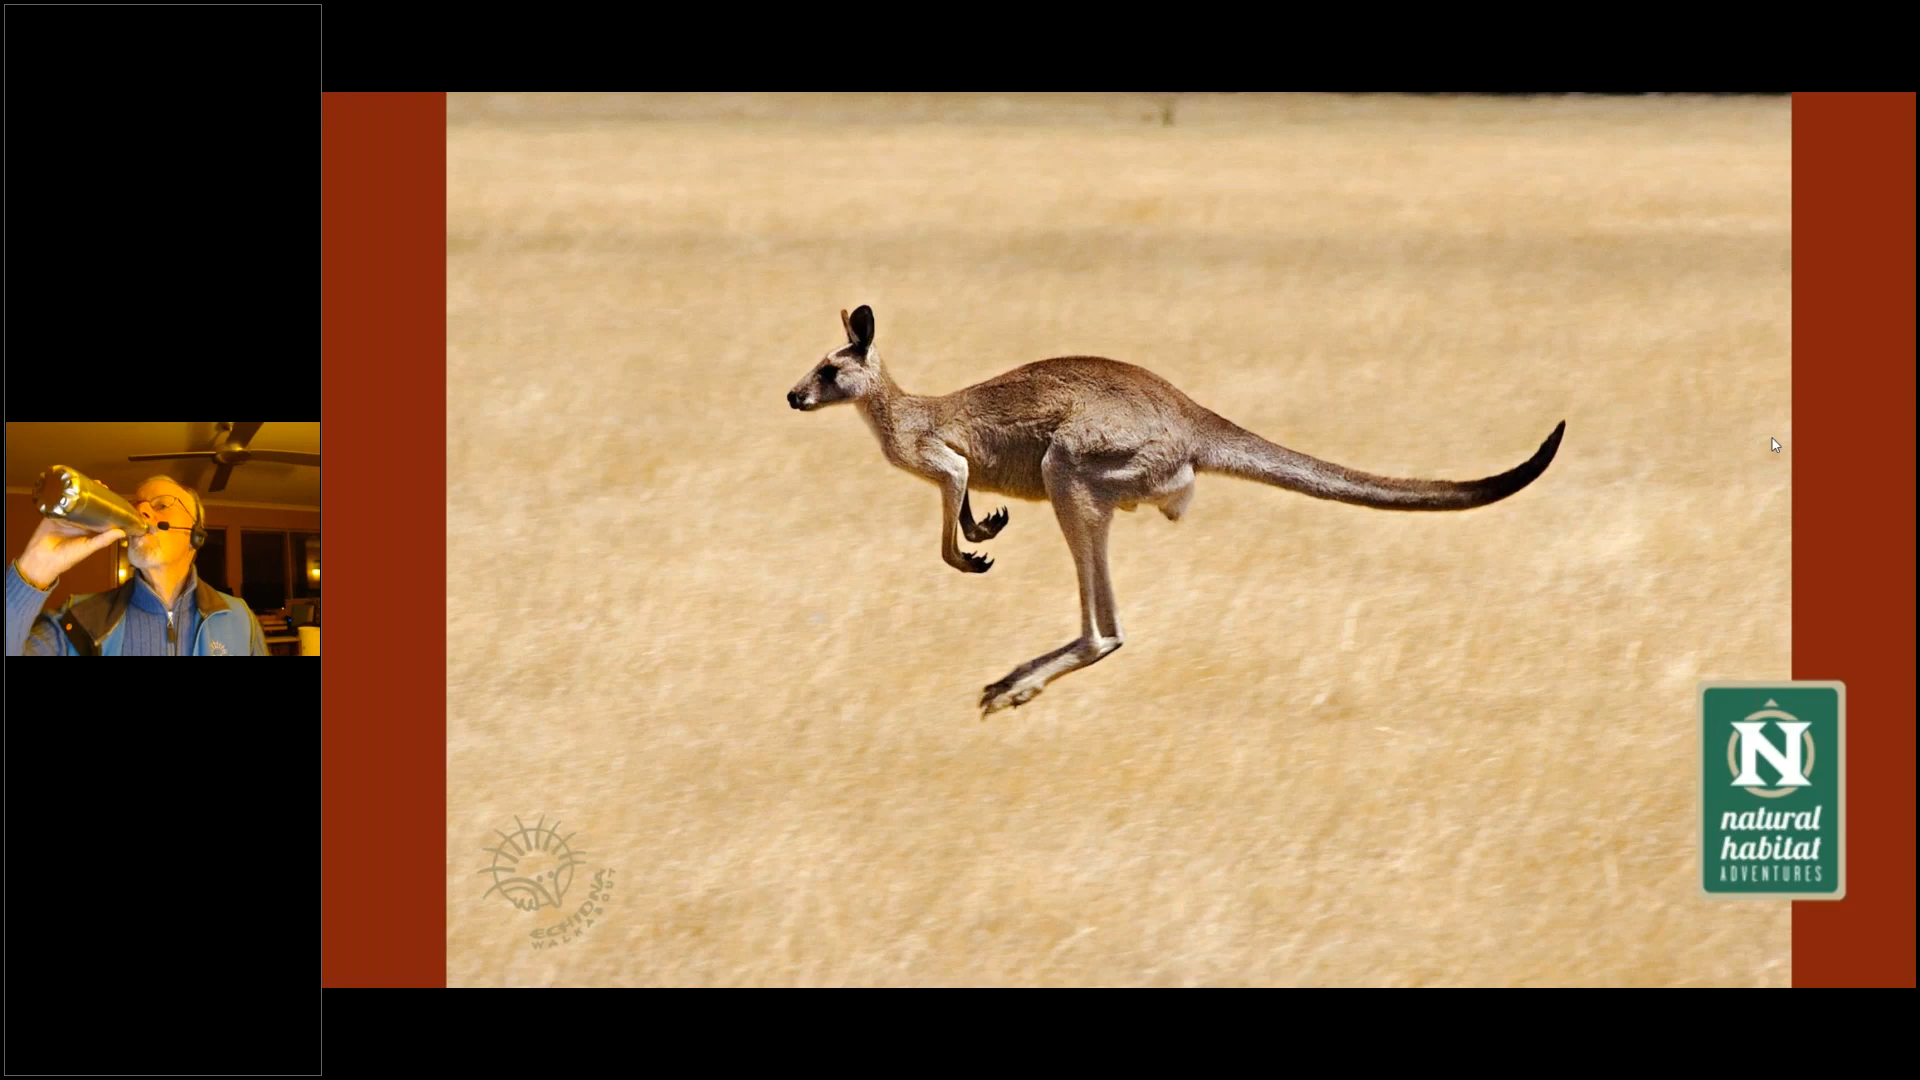 ECHIDNA
WALKABOUT
N
natural
habitat
ADVENTURES